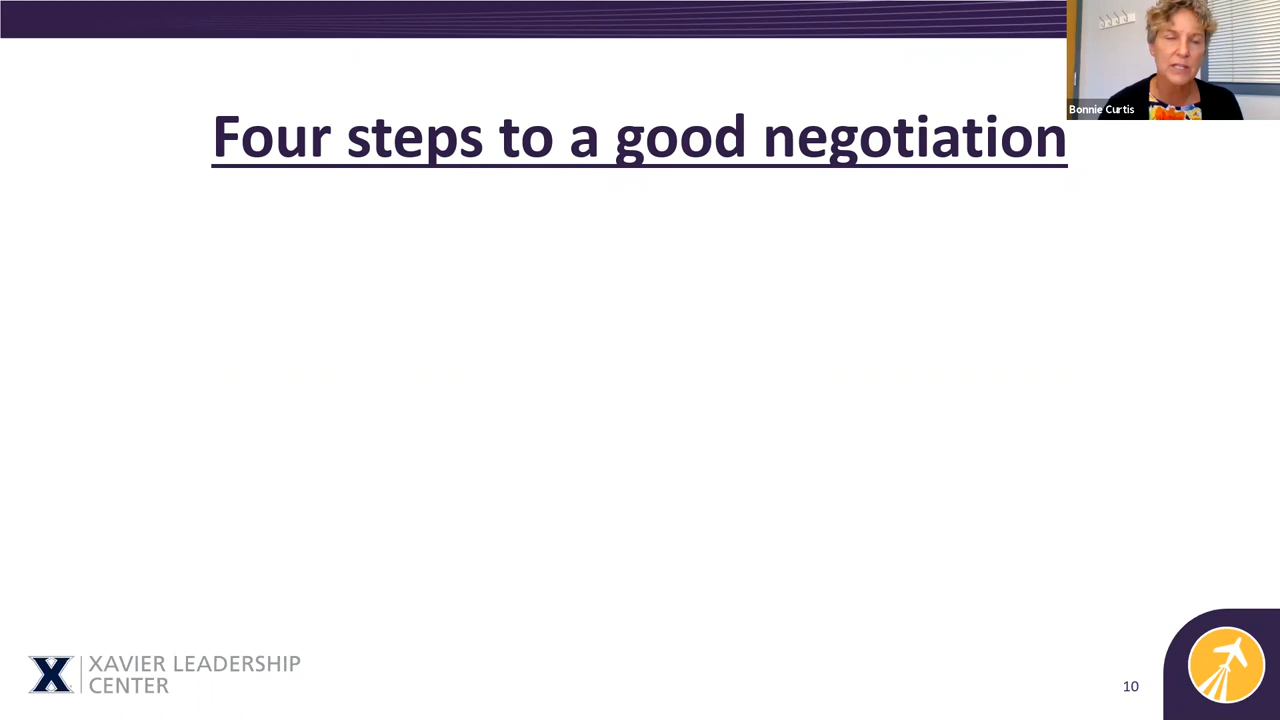 Bonnie Curtis
Four steps to a good negotiation
X
XAVIER LEADERSHIP
CENTER
10